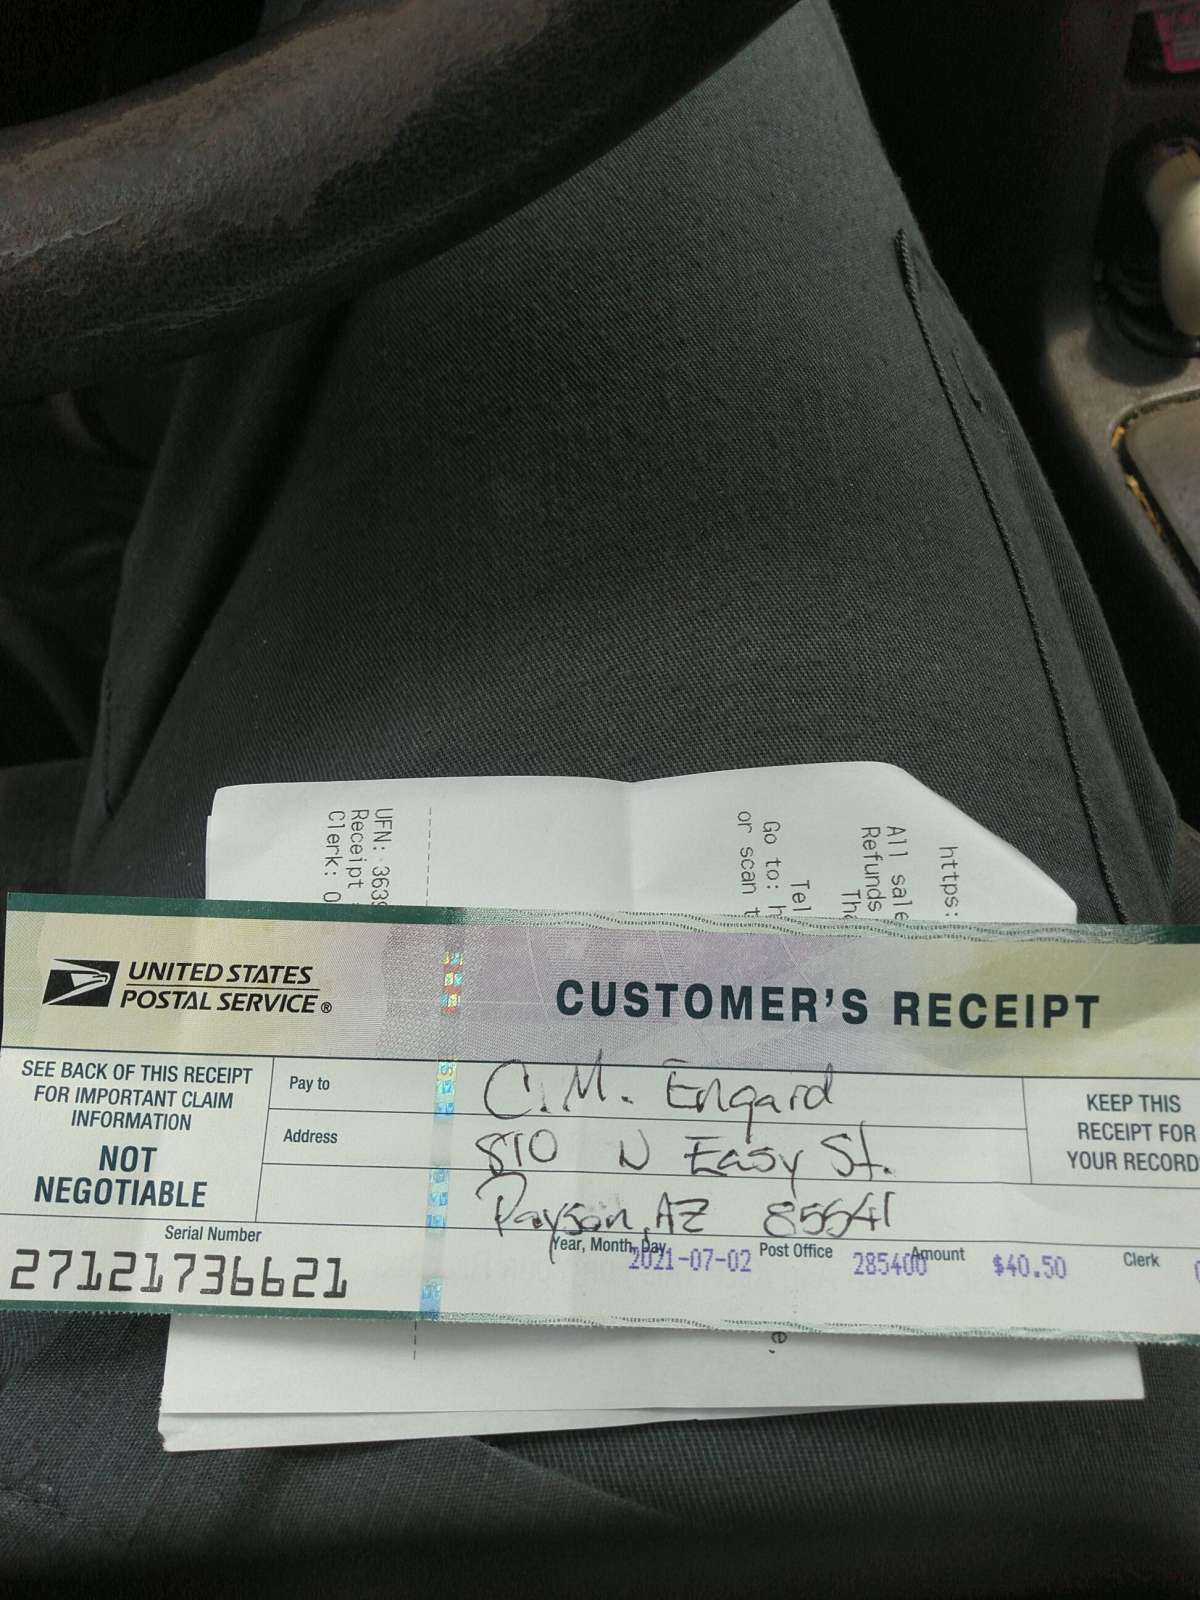 https:
All sale
Refunds
Tha
Tel
Go to: h
or scan t
UFN: 3639
Receipt
Clerk: 0
UNITED STATES
POSTAL SERVICE®
CUSTOMER'S RECEIPT
SEE BACK OF THIS RECEIPT
FOR IMPORTANT CLAIM
INFORMATION
NOT
NEGOTIABLE
Pay to C.M. Engard
Address 810 N Easy St.
Payson, AZ 85541
KEEP THIS
RECEIPT FOR
YOUR RECORDS
Serial Number
27121736621
Year, Month, Day Post Office Amount Clerk
2021-07-02 285400 $40.50
e.